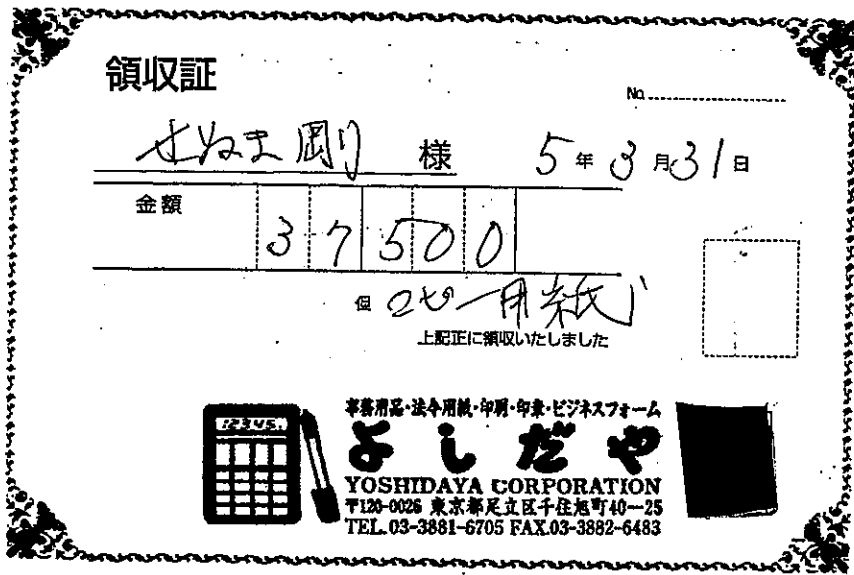 領収証
No.
せぬま 剛 様 5年3月31日
金額
37500
但 コピー用紙
上記正に領収いたしました
12345.
事務用品・法令用紙・印刷・印章・ビジネスフォーム
よしだや
YOSHIDAYA CORPORATION
〒120-0026 東京都足立区千住旭町40-25
TEL.03-3881-6705 FAX.03-3882-6483